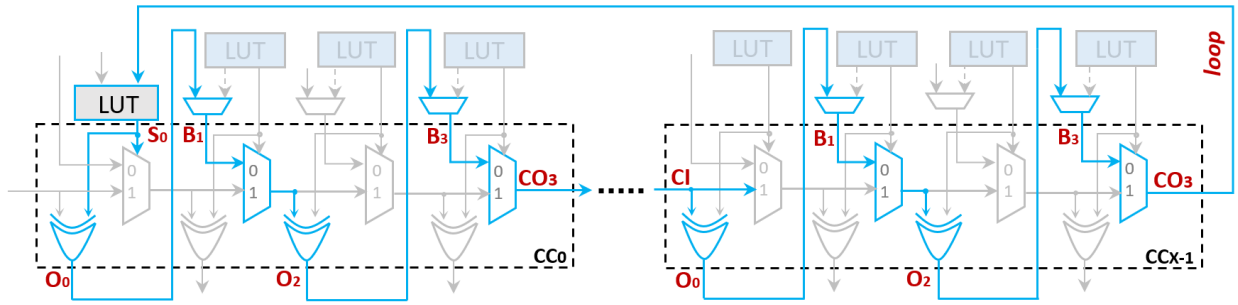 LUT LUT LUT LUT LUT LUT LUT
loop
LUT
S₀ B₁ B₃ B₁ B₃
0 0 0 0 0 0 0 0
1 1 1 1 1 1 1 1
CO₃ CI CO₃
O₀ O₂ CC₀ O₀ O₂ CCx-1